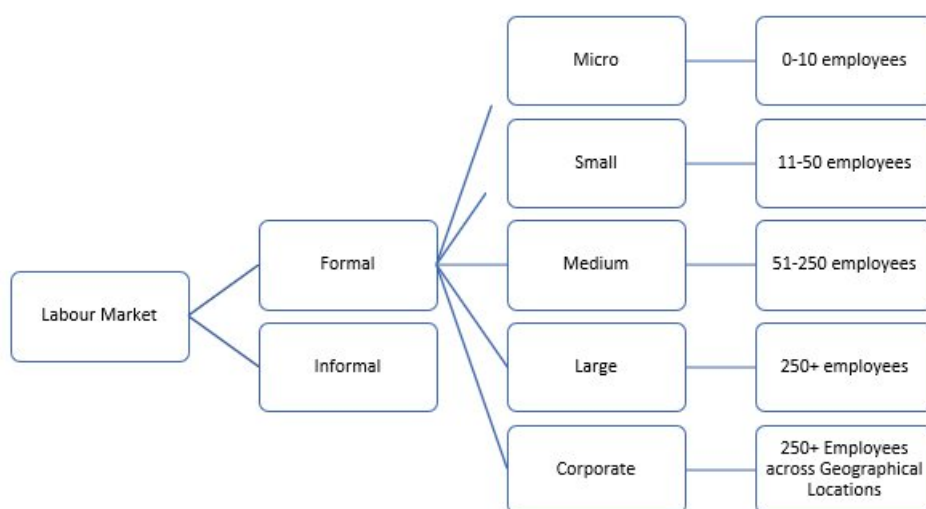 Labour Market
Formal
Informal
Micro
0-10 employees
Small
11-50 employees
Medium
51-250 employees
Large
250+ employees
Corporate
250+ Employees
across Geographical
Locations